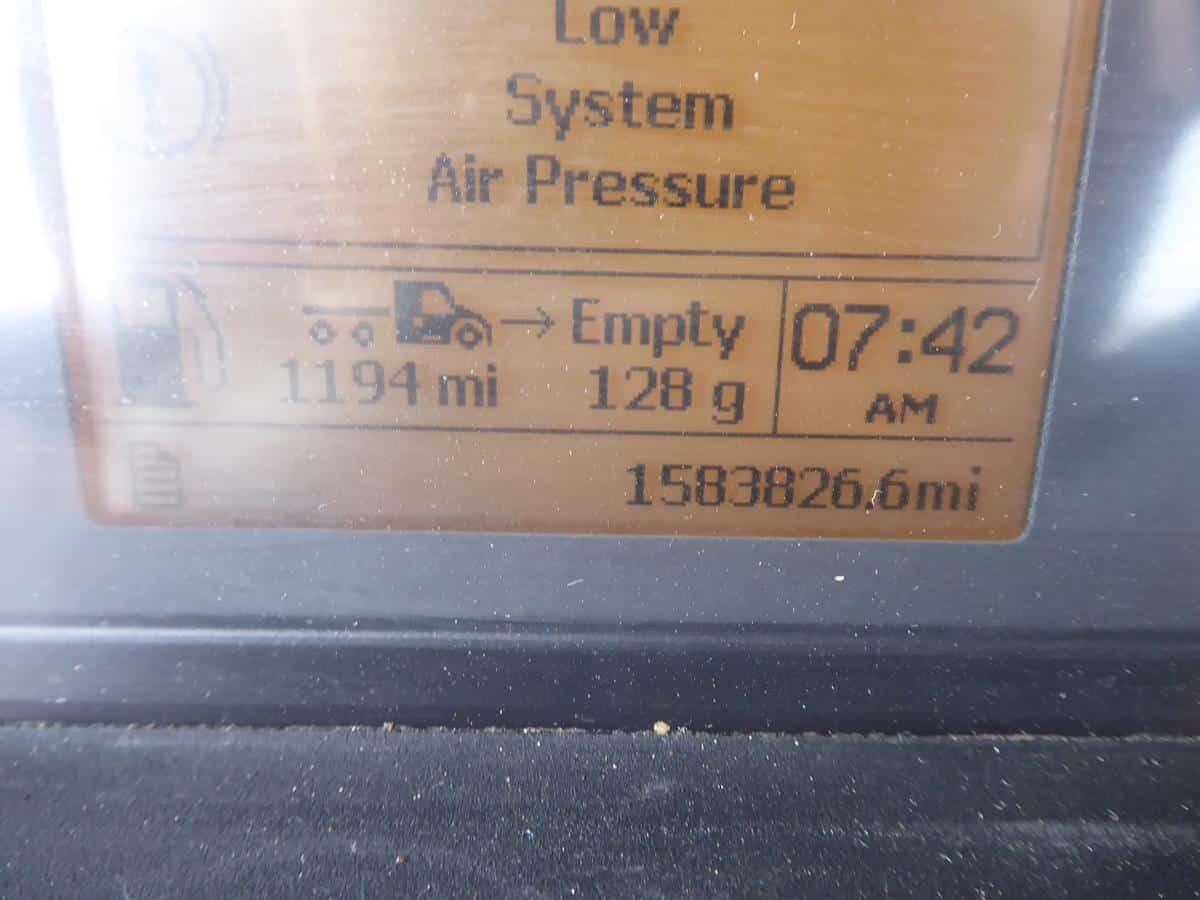 Low
System
Air Pressure
Empty
1194 mi 128 g
07:42
AM
1583826.6mi